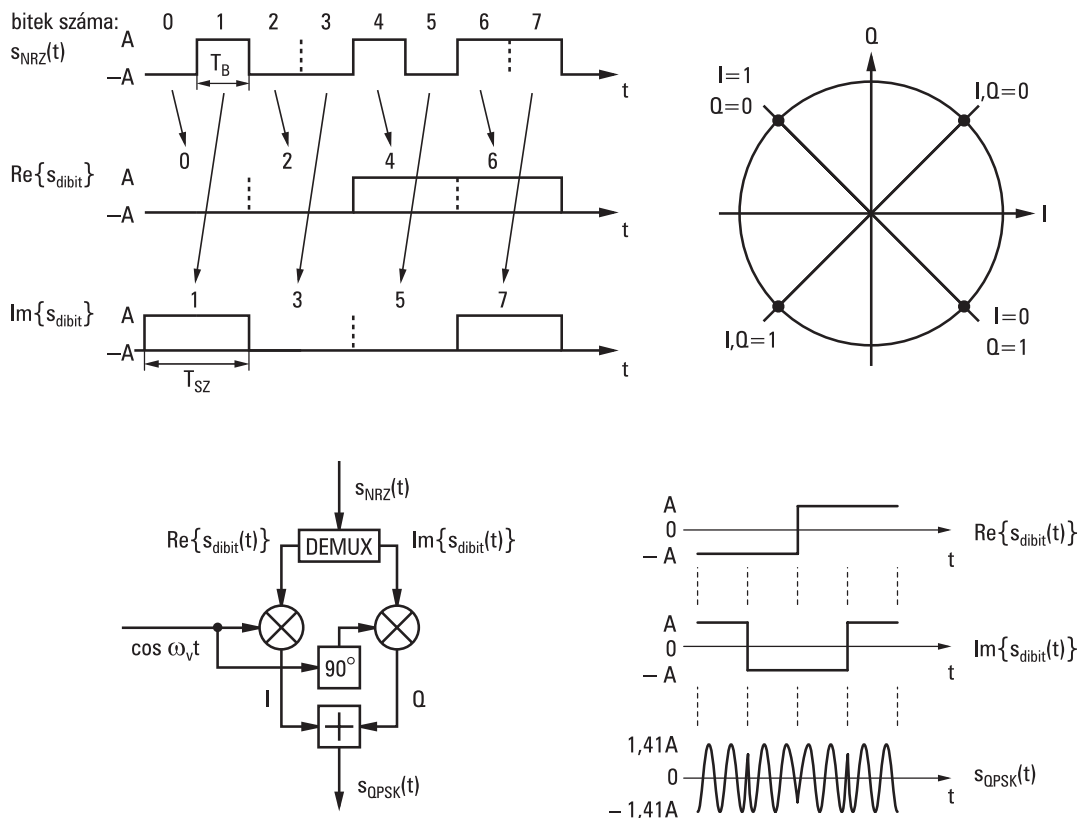 bitek száma: 0 1 2 3 4 5 6 7
s_NRZ(t)
A
–A
T_B
t
0 2 4 6
Re{s_dibit}
A
–A
t
1 3 5 7
Im{s_dibit}
A
–A
T_SZ
t
Q
I=1
Q=0
I,Q=0
I
I,Q=1
I=0
Q=1
s_NRZ(t)
Re{s_dibit(t)}
DEMUX
Im{s_dibit(t)}
cos ω_v t
90°
I
Q
+
s_QPSK(t)
A
0
– A
t
Re{s_dibit(t)}
A
0
– A
t
Im{s_dibit(t)}
1,41A
0
– 1,41A
t
s_QPSK(t)